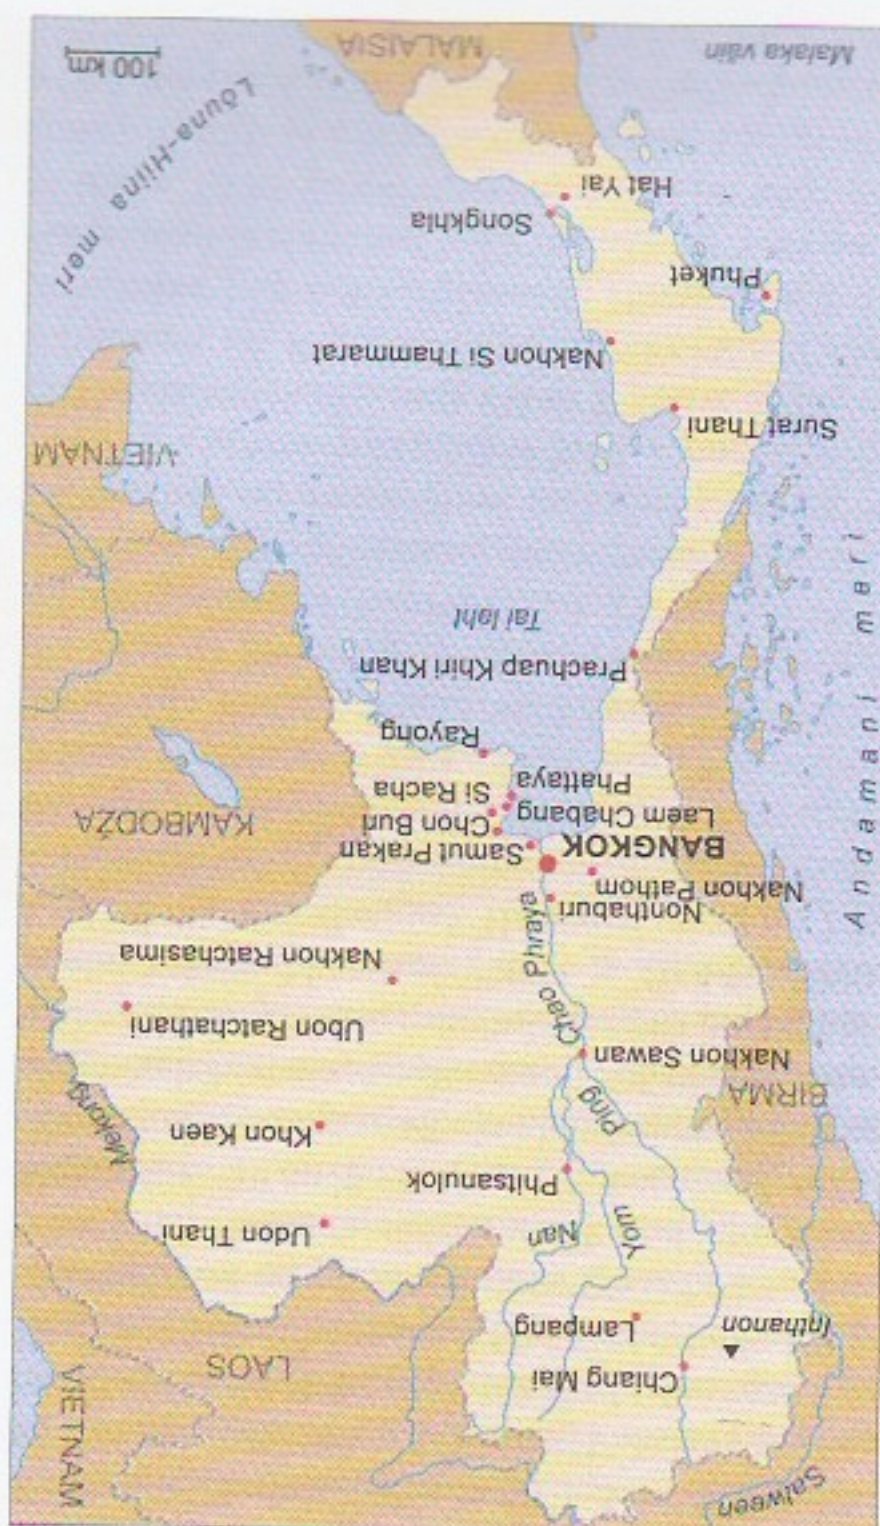 Salween
VIETNAM
Chiang Mai
LAOS
Inthanon
Lampang
Nan
Yom
Udon Thani
Phitsanulok
Mekong
Khon Kaen
Ping
BIRMA
Nakhon Sawan
Ubon Ratchathani
Chao Phraya
Nakhon Ratchasima
Nonthaburi
Nakhon Pathom
BANGKOK
Samut Prakan
Chon Buri
KAMBODŽA
Laem Chabang
Si Racha
Phattaya
Rayong
Andamani meri
Prachuap Khiri Khan
Tai laht
VIETNAM
Surat Thani
Nakhon Si Thammarat
Phuket
Lõuna-Hiina meri
Songkhla
Hat Yai
100 km
Malaka väin
MALAISIA